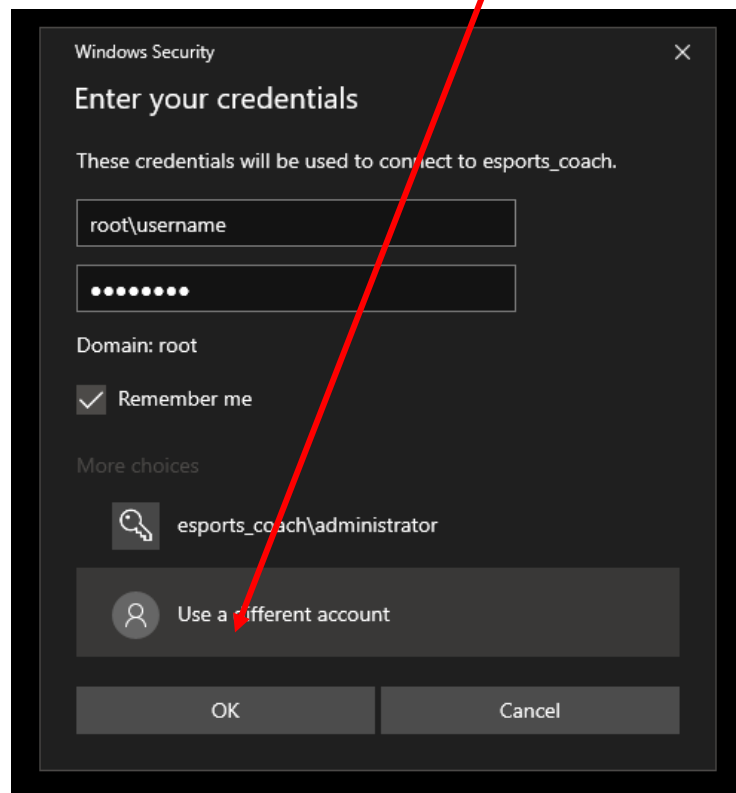 Windows Security
Enter your credentials
These credentials will be used to connect to esports_coach.
root\username
••••••••
Domain: root
Remember me
More choices
esports_coach\administrator
Use a different account
OK
Cancel